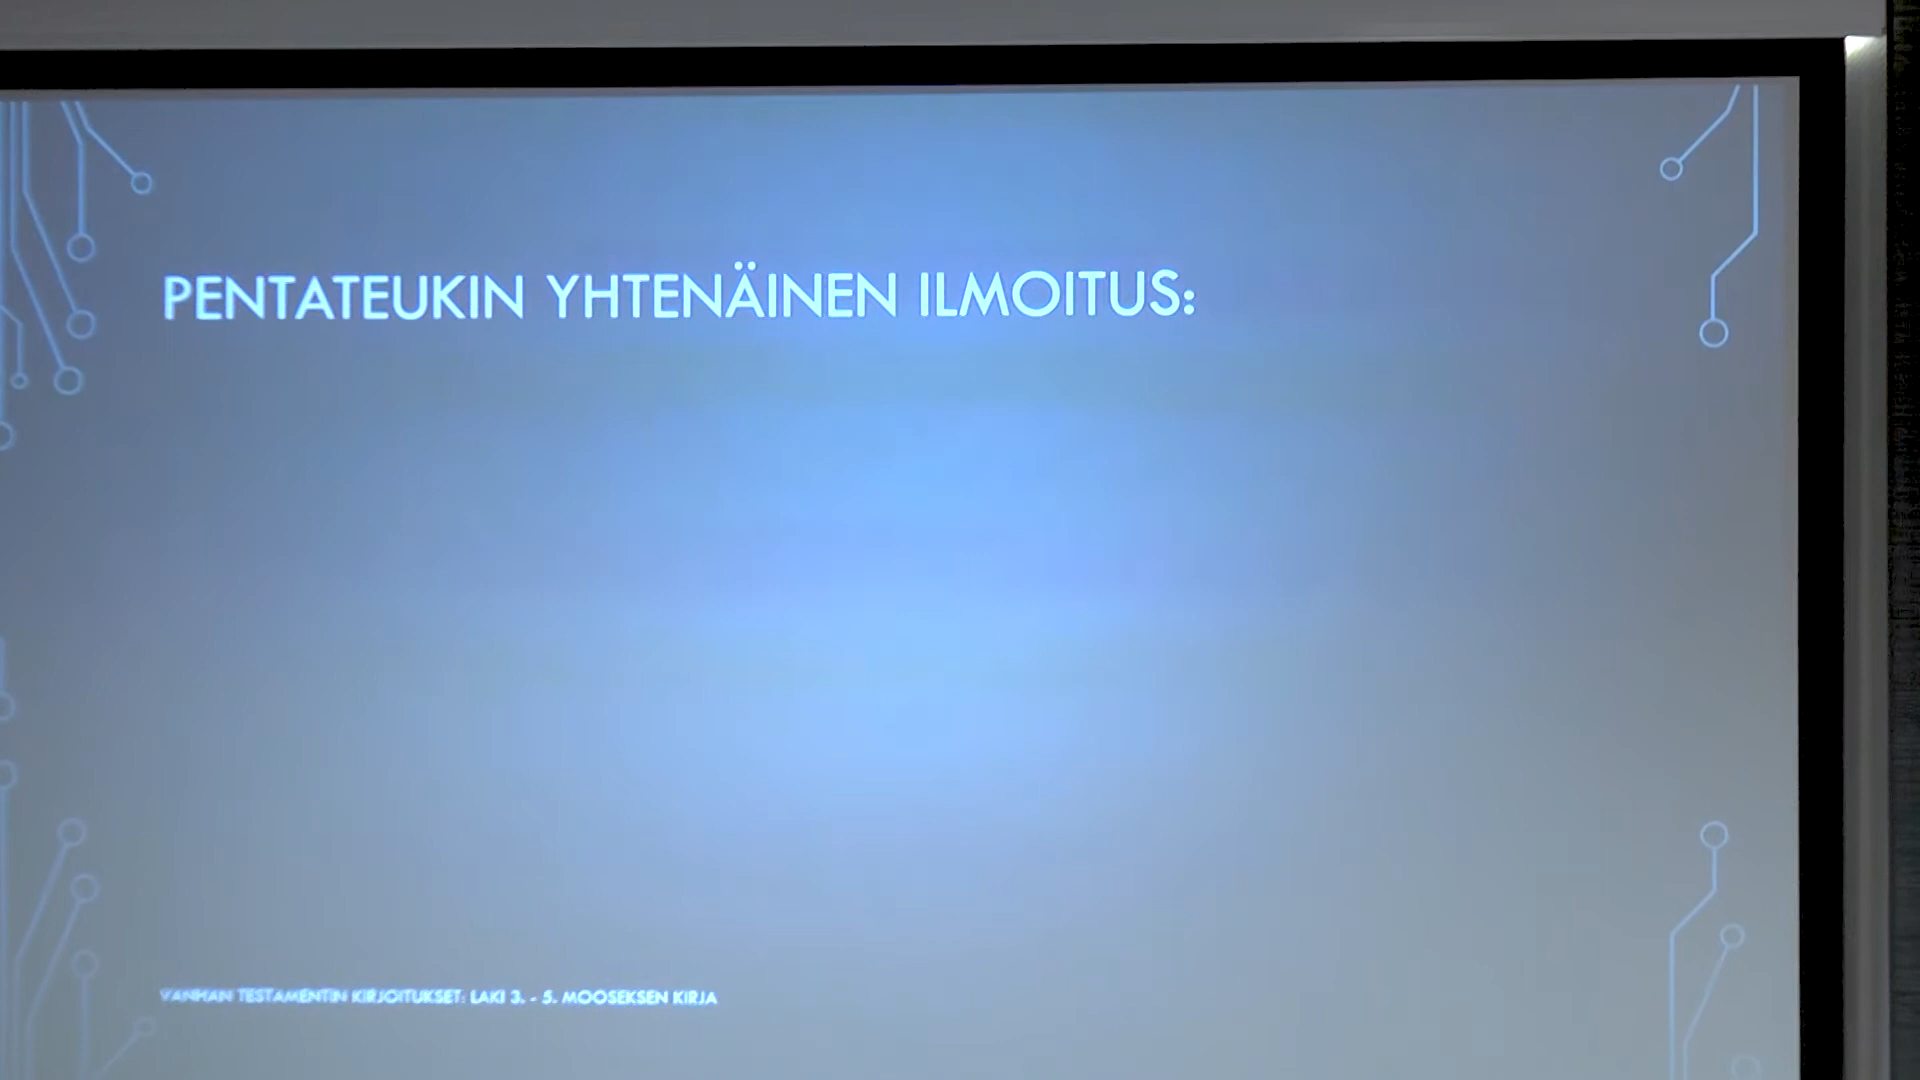 PENTATEUKIN YHTENÄINEN ILMOITUS:
VANHAN TESTAMENTIN KIRJOITUKSET: LAKI 3. - 5. MOOSEKSEN KIRJA